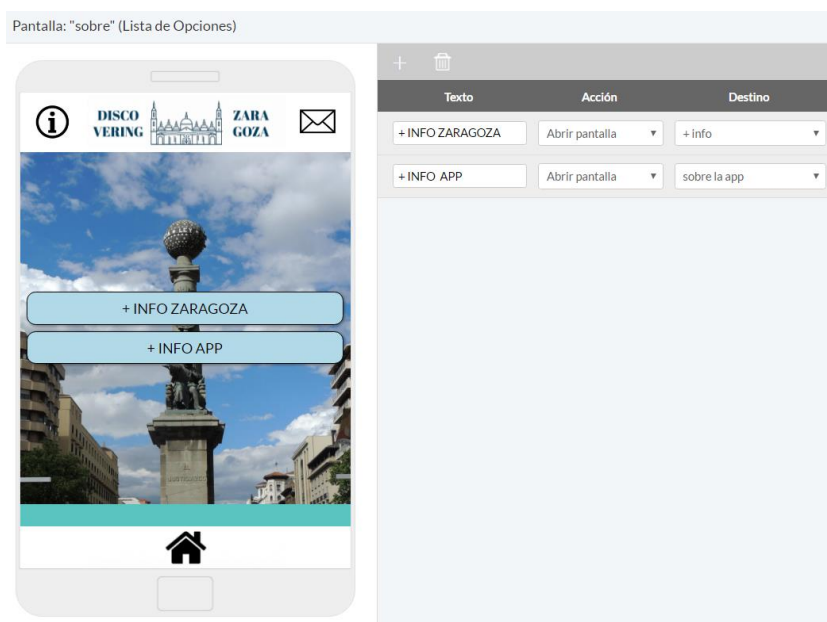 Pantalla: "sobre" (Lista de Opciones)
DISCO
VERING
ZARA
GOZA
+ INFO ZARAGOZA
+ INFO APP
Texto Acción Destino
+ INFO ZARAGOZA Abrir pantalla + info
+ INFO APP Abrir pantalla sobre la app